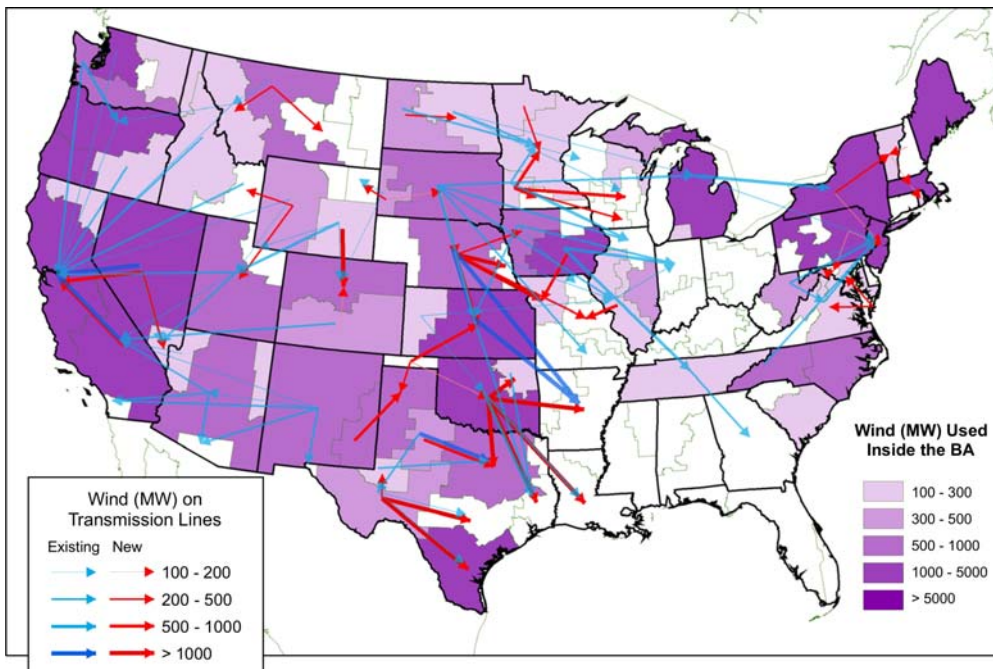 Wind (MW) Used
Inside the BA
100 - 300
300 - 500
500 - 1000
1000 - 5000
> 5000
Wind (MW) on
Transmission Lines
Existing New
100 - 200
200 - 500
500 - 1000
> 1000